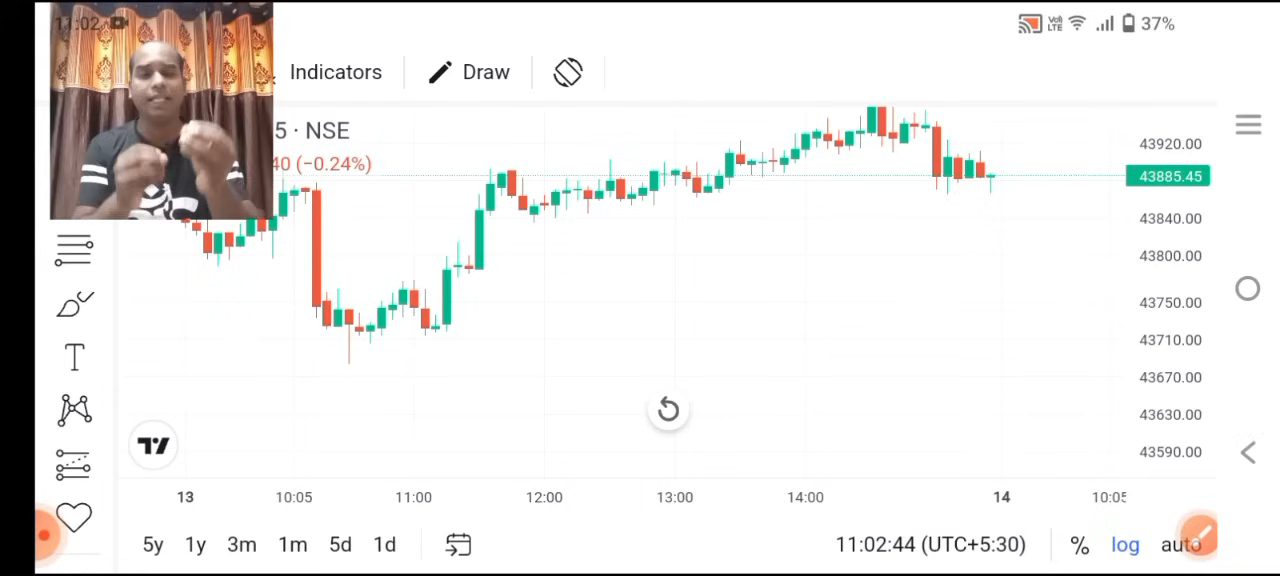 11:02
VoLTE 37%
Indicators Draw
5 · NSE
40 (−0.24%)
43920.00
43885.45
43840.00
43800.00
43750.00
43710.00
43670.00
43630.00
43590.00
T
13 10:05 11:00 12:00 13:00 14:00 14 10:05
5y 1y 3m 1m 5d 1d 11:02:44 (UTC+5:30) % log auto